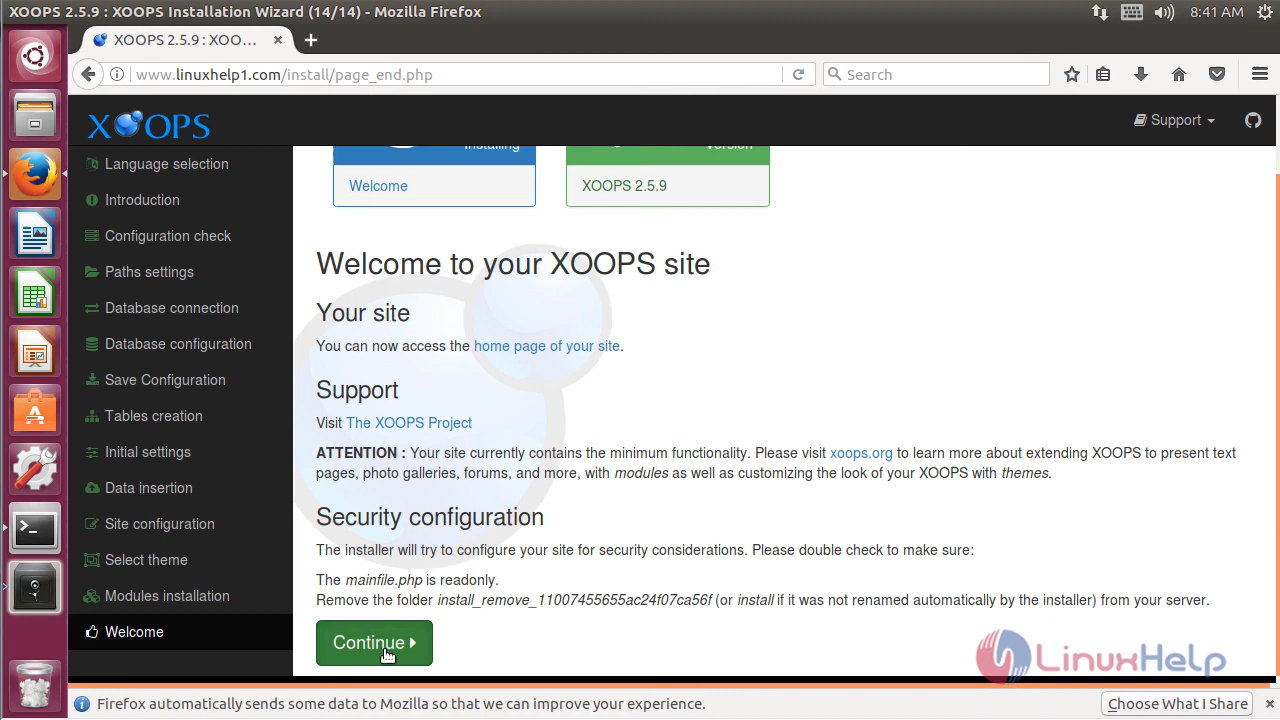 XOOPS 2.5.9 : XOOPS Installation Wizard (14/14) - Mozilla Firefox
8:41 AM
XOOPS 2.5.9 : XOO...
www.linuxhelp1.com/install/page_end.php
Search
XOOPS
Support
Language selection
Introduction
Configuration check
Paths settings
Database connection
Database configuration
Save Configuration
Tables creation
Initial settings
Data insertion
Site configuration
Select theme
Modules installation
Welcome
Installing
Version
Welcome
XOOPS 2.5.9
Welcome to your XOOPS site
Your site
You can now access the home page of your site.
Support
Visit The XOOPS Project
ATTENTION : Your site currently contains the minimum functionality. Please visit xoops.org to learn more about extending XOOPS to present text
pages, photo galleries, forums, and more, with modules as well as customizing the look of your XOOPS with themes.
Security configuration
The installer will try to configure your site for security considerations. Please double check to make sure:
The mainfile.php is readonly.
Remove the folder install_remove_11007455655ac24f07ca56f (or install if it was not renamed automatically by the installer) from your server.
Continue
LinuxHelp
Firefox automatically sends some data to Mozilla so that we can improve your experience.
Choose What I Share